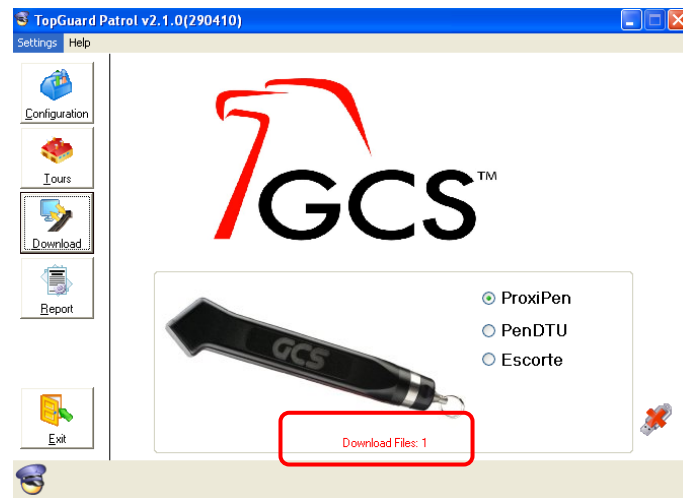 TopGuard Patrol v2.1.0(290410)
Settings Help
Configuration
Tours
Download
Report
Exit
GCS™
GCS
ProxiPen
PenDTU
Escorte
Download Files: 1